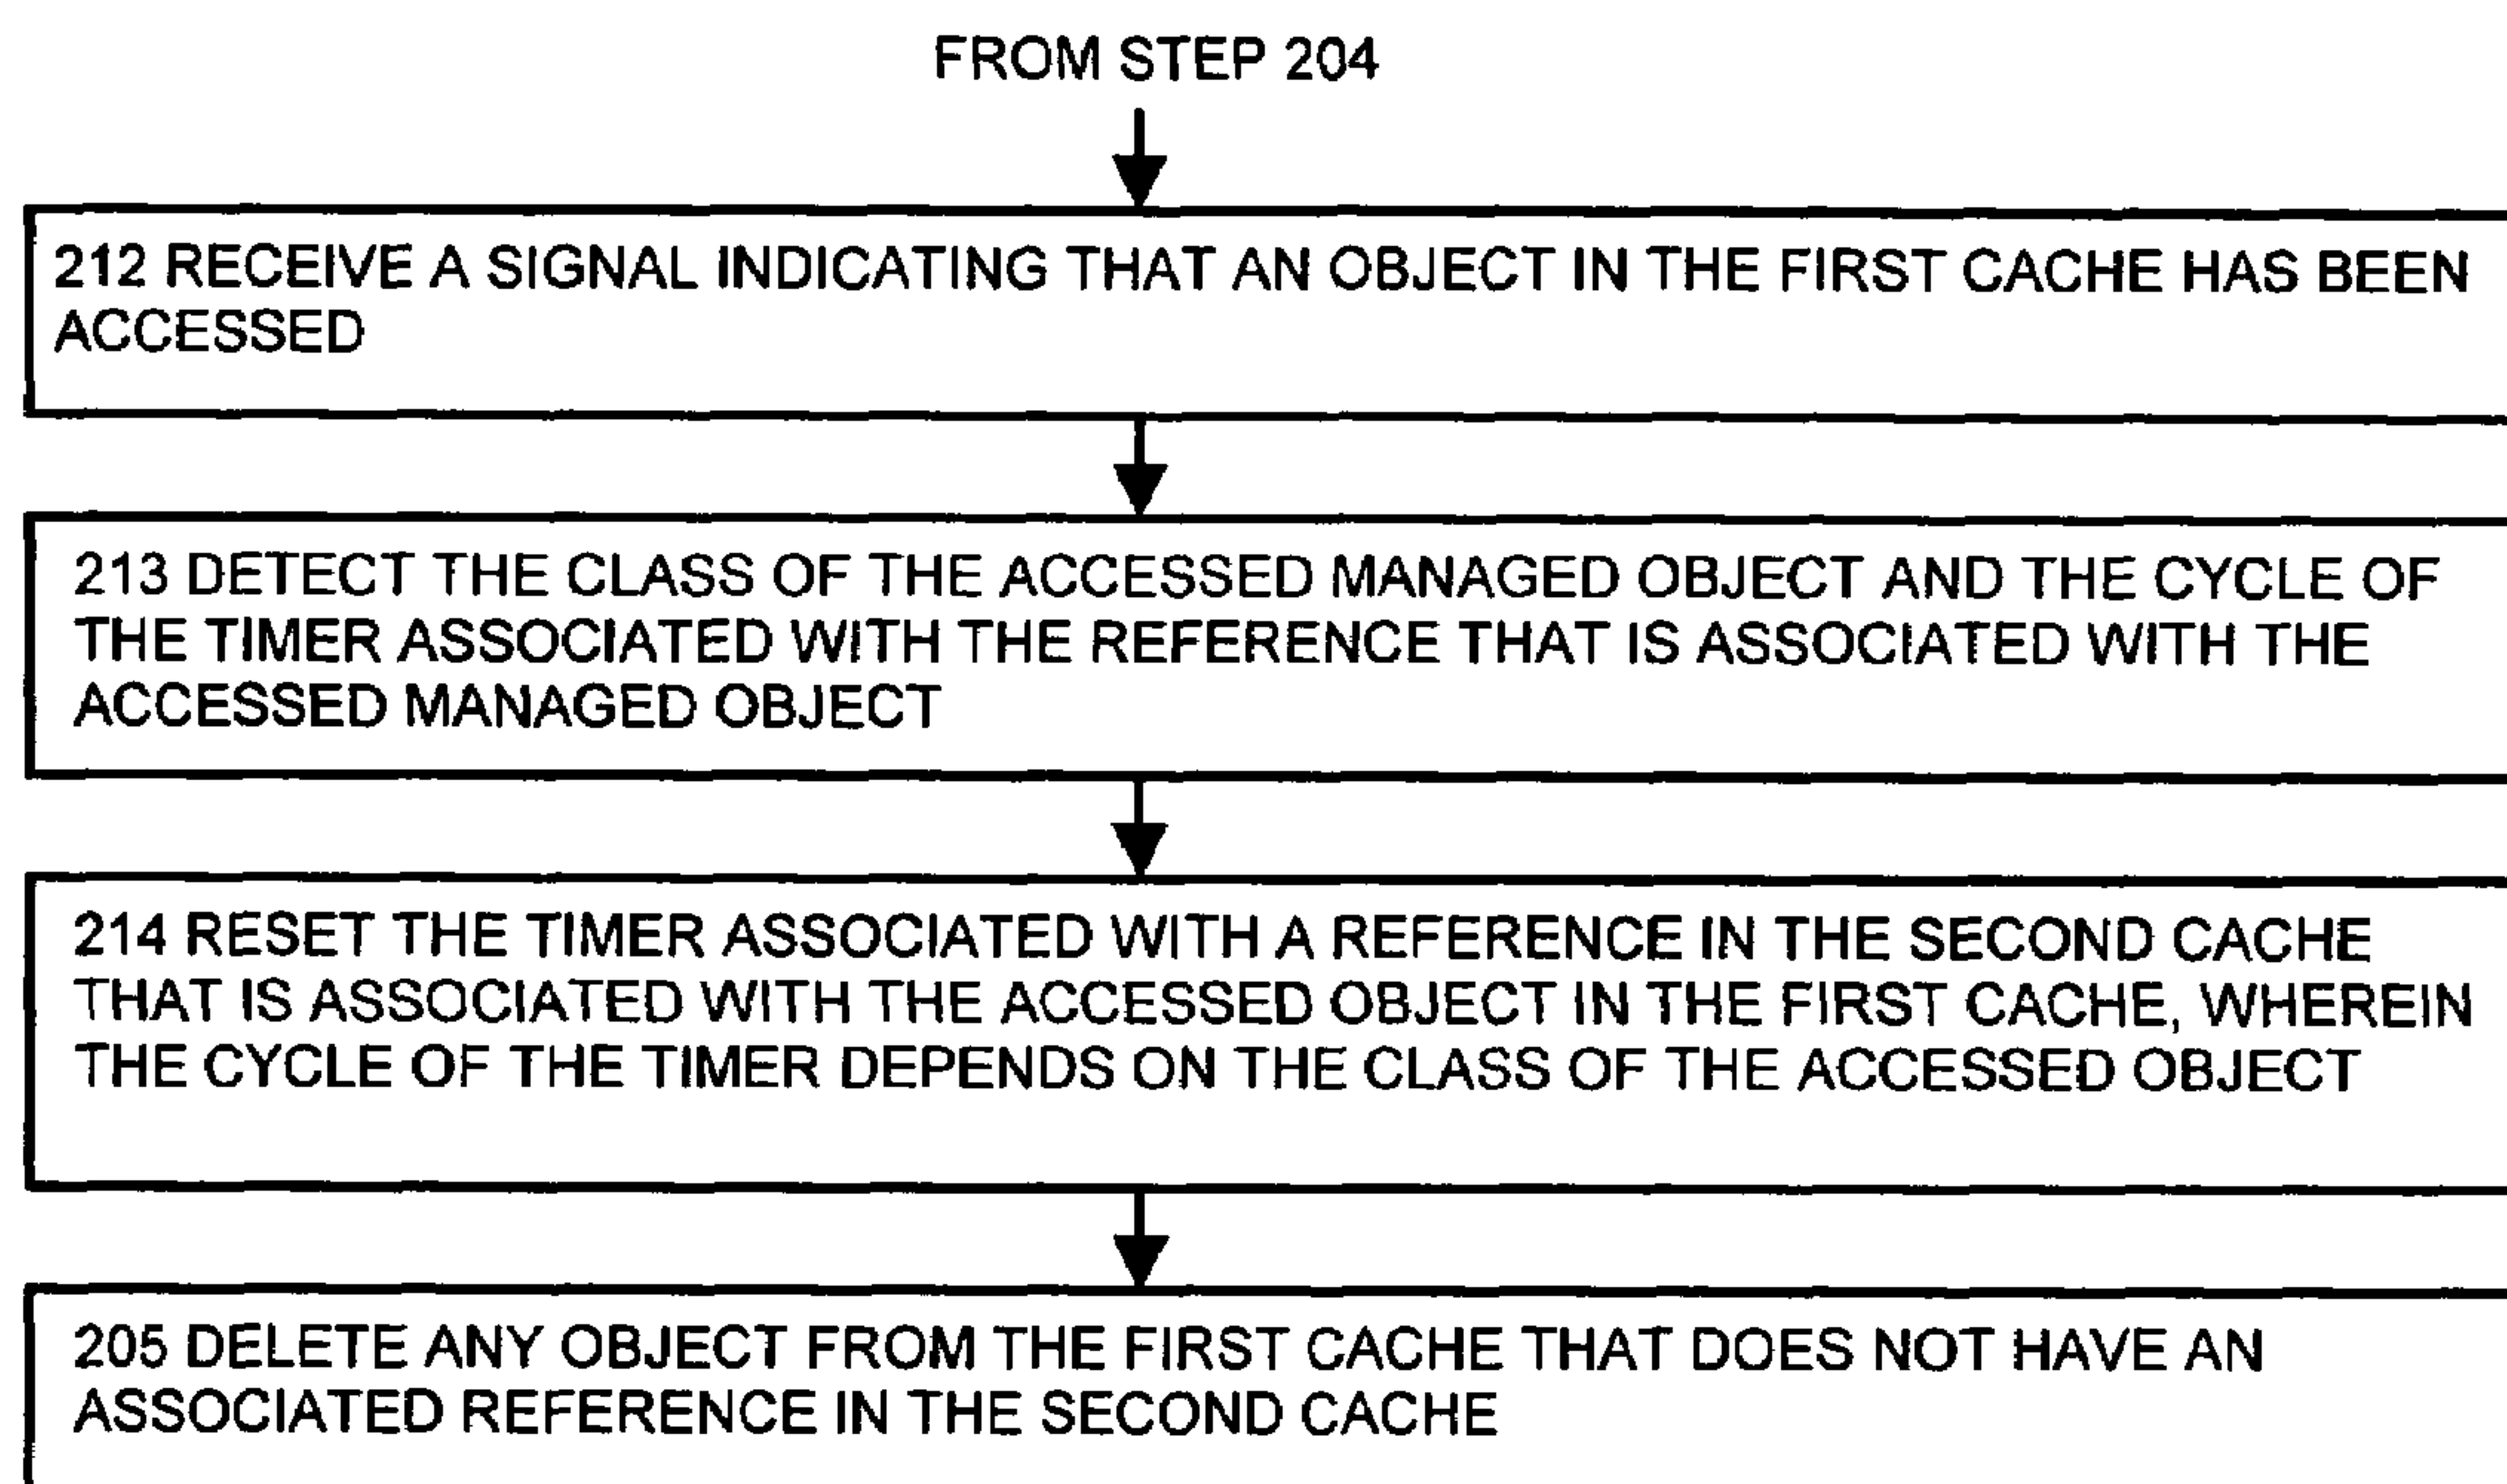 FROM STEP 204
212 RECEIVE A SIGNAL INDICATING THAT AN OBJECT IN THE FIRST CACHE HAS BEEN
ACCESSED
213 DETECT THE CLASS OF THE ACCESSED MANAGED OBJECT AND THE CYCLE OF
THE TIMER ASSOCIATED WITH THE REFERENCE THAT IS ASSOCIATED WITH THE
ACCESSED MANAGED OBJECT
214 RESET THE TIMER ASSOCIATED WITH A REFERENCE IN THE SECOND CACHE
THAT IS ASSOCIATED WITH THE ACCESSED OBJECT IN THE FIRST CACHE, WHEREIN
THE CYCLE OF THE TIMER DEPENDS ON THE CLASS OF THE ACCESSED OBJECT
205 DELETE ANY OBJECT FROM THE FIRST CACHE THAT DOES NOT HAVE AN
ASSOCIATED REFERENCE IN THE SECOND CACHE